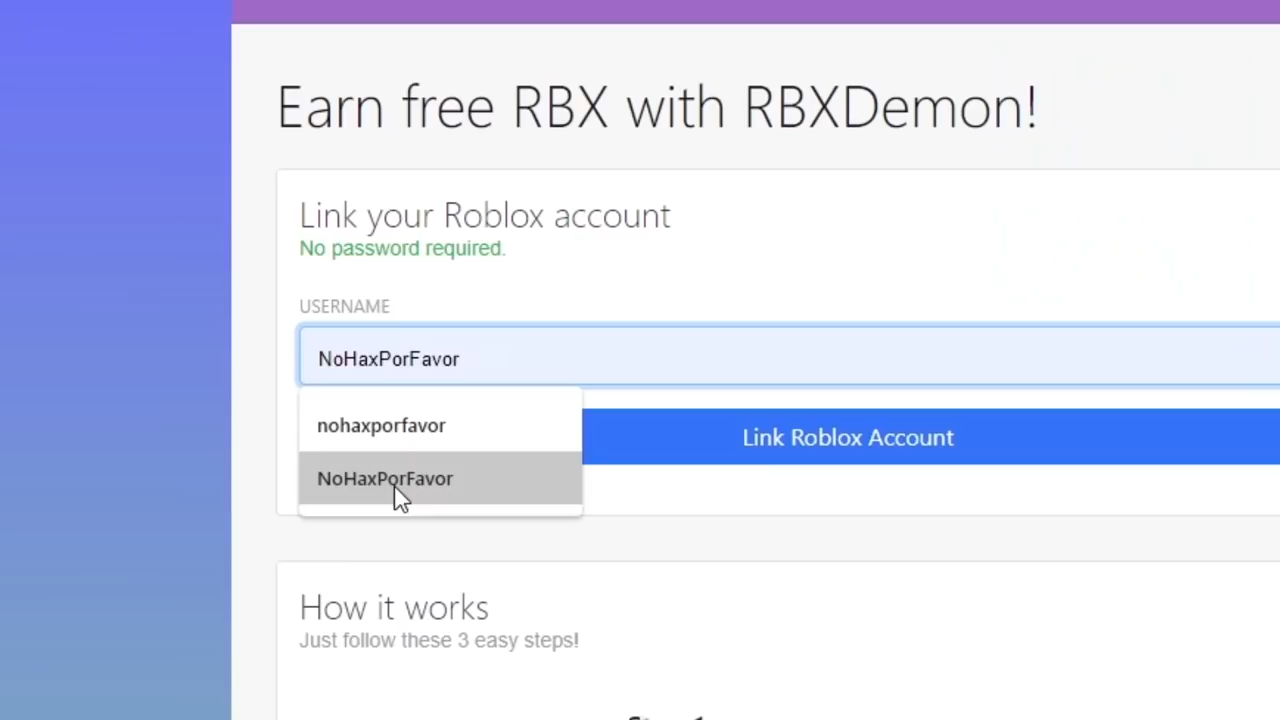 Earn free RBX with RBXDemon!
Link your Roblox account
No password required.
USERNAME
NoHaxPorFavor
nohaxporfavor
Link Roblox Account
NoHaxPorFavor
How it works
Just follow these 3 easy steps!